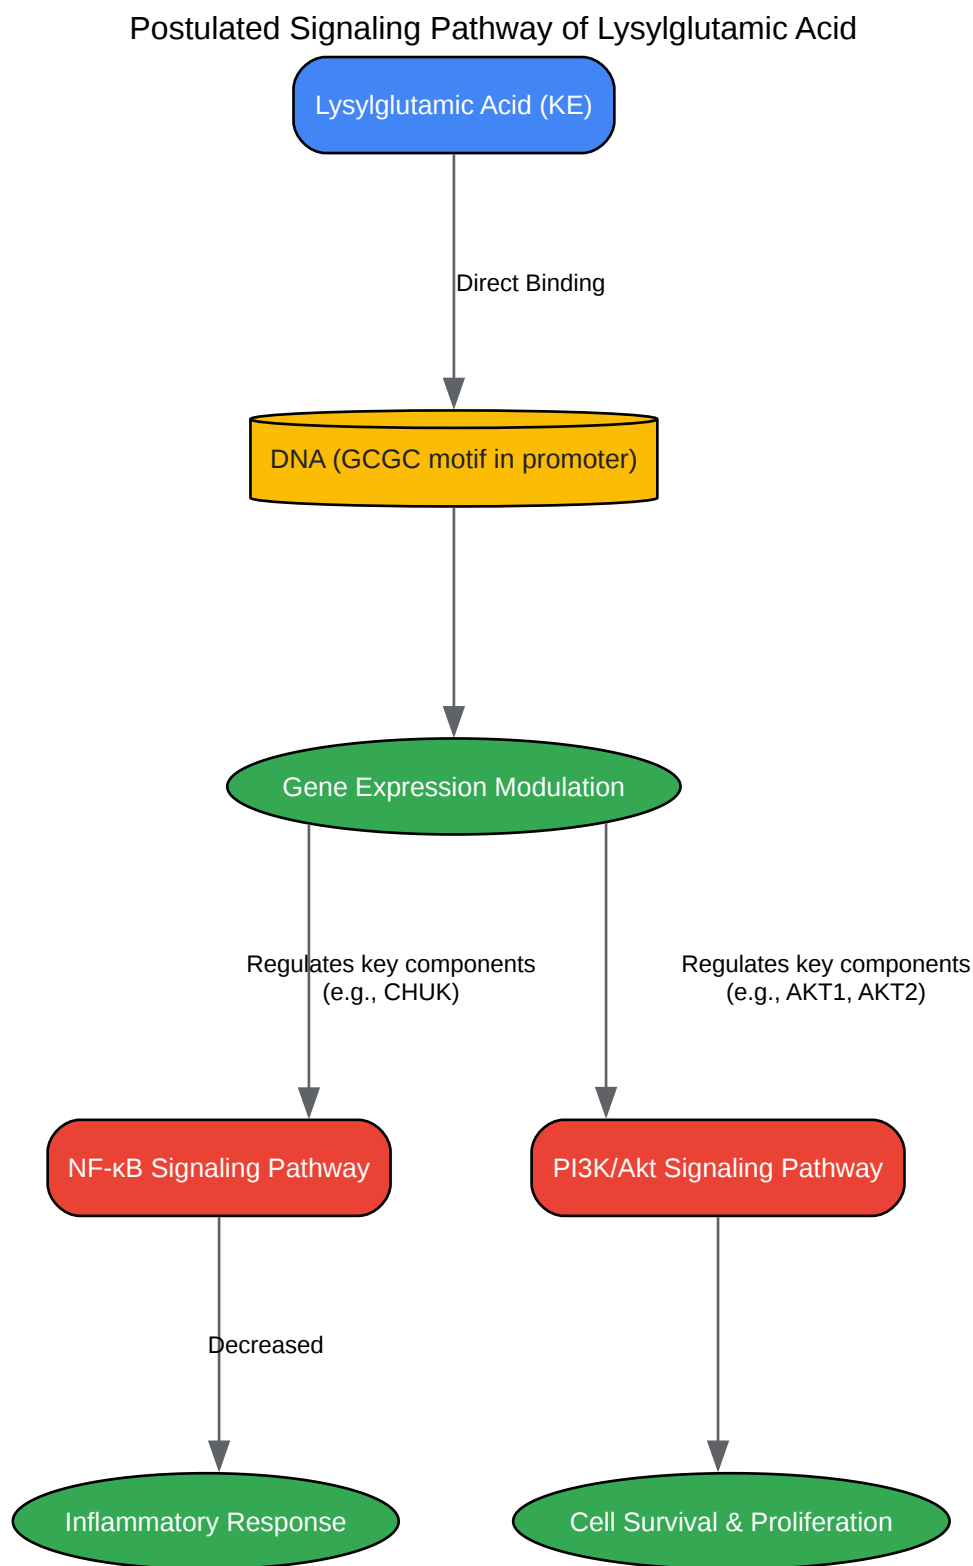 Postulated Signaling Pathway of Lysylglutamic Acid
Lysylglutamic Acid (KE)
Direct Binding
DNA (GCGC motif in promoter)
Gene Expression Modulation
Regulates key components
(e.g., CHUK)
Regulates key components
(e.g., AKT1, AKT2)
NF-κB Signaling Pathway
PI3K/Akt Signaling Pathway
Decreased
Inflammatory Response
Cell Survival & Proliferation